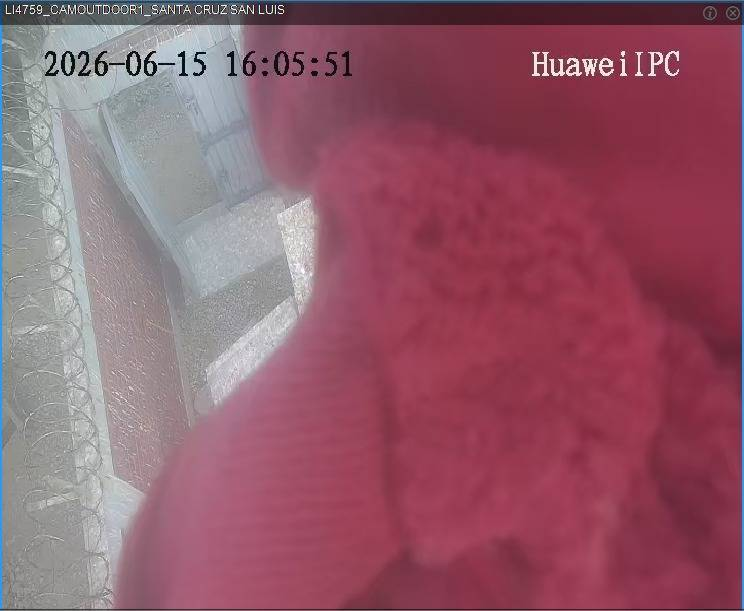 LI4759_CAMOUTDOOR1_SANTA CRUZ SAN LUIS
2026-06-15 16:05:51
HuaweiIPC